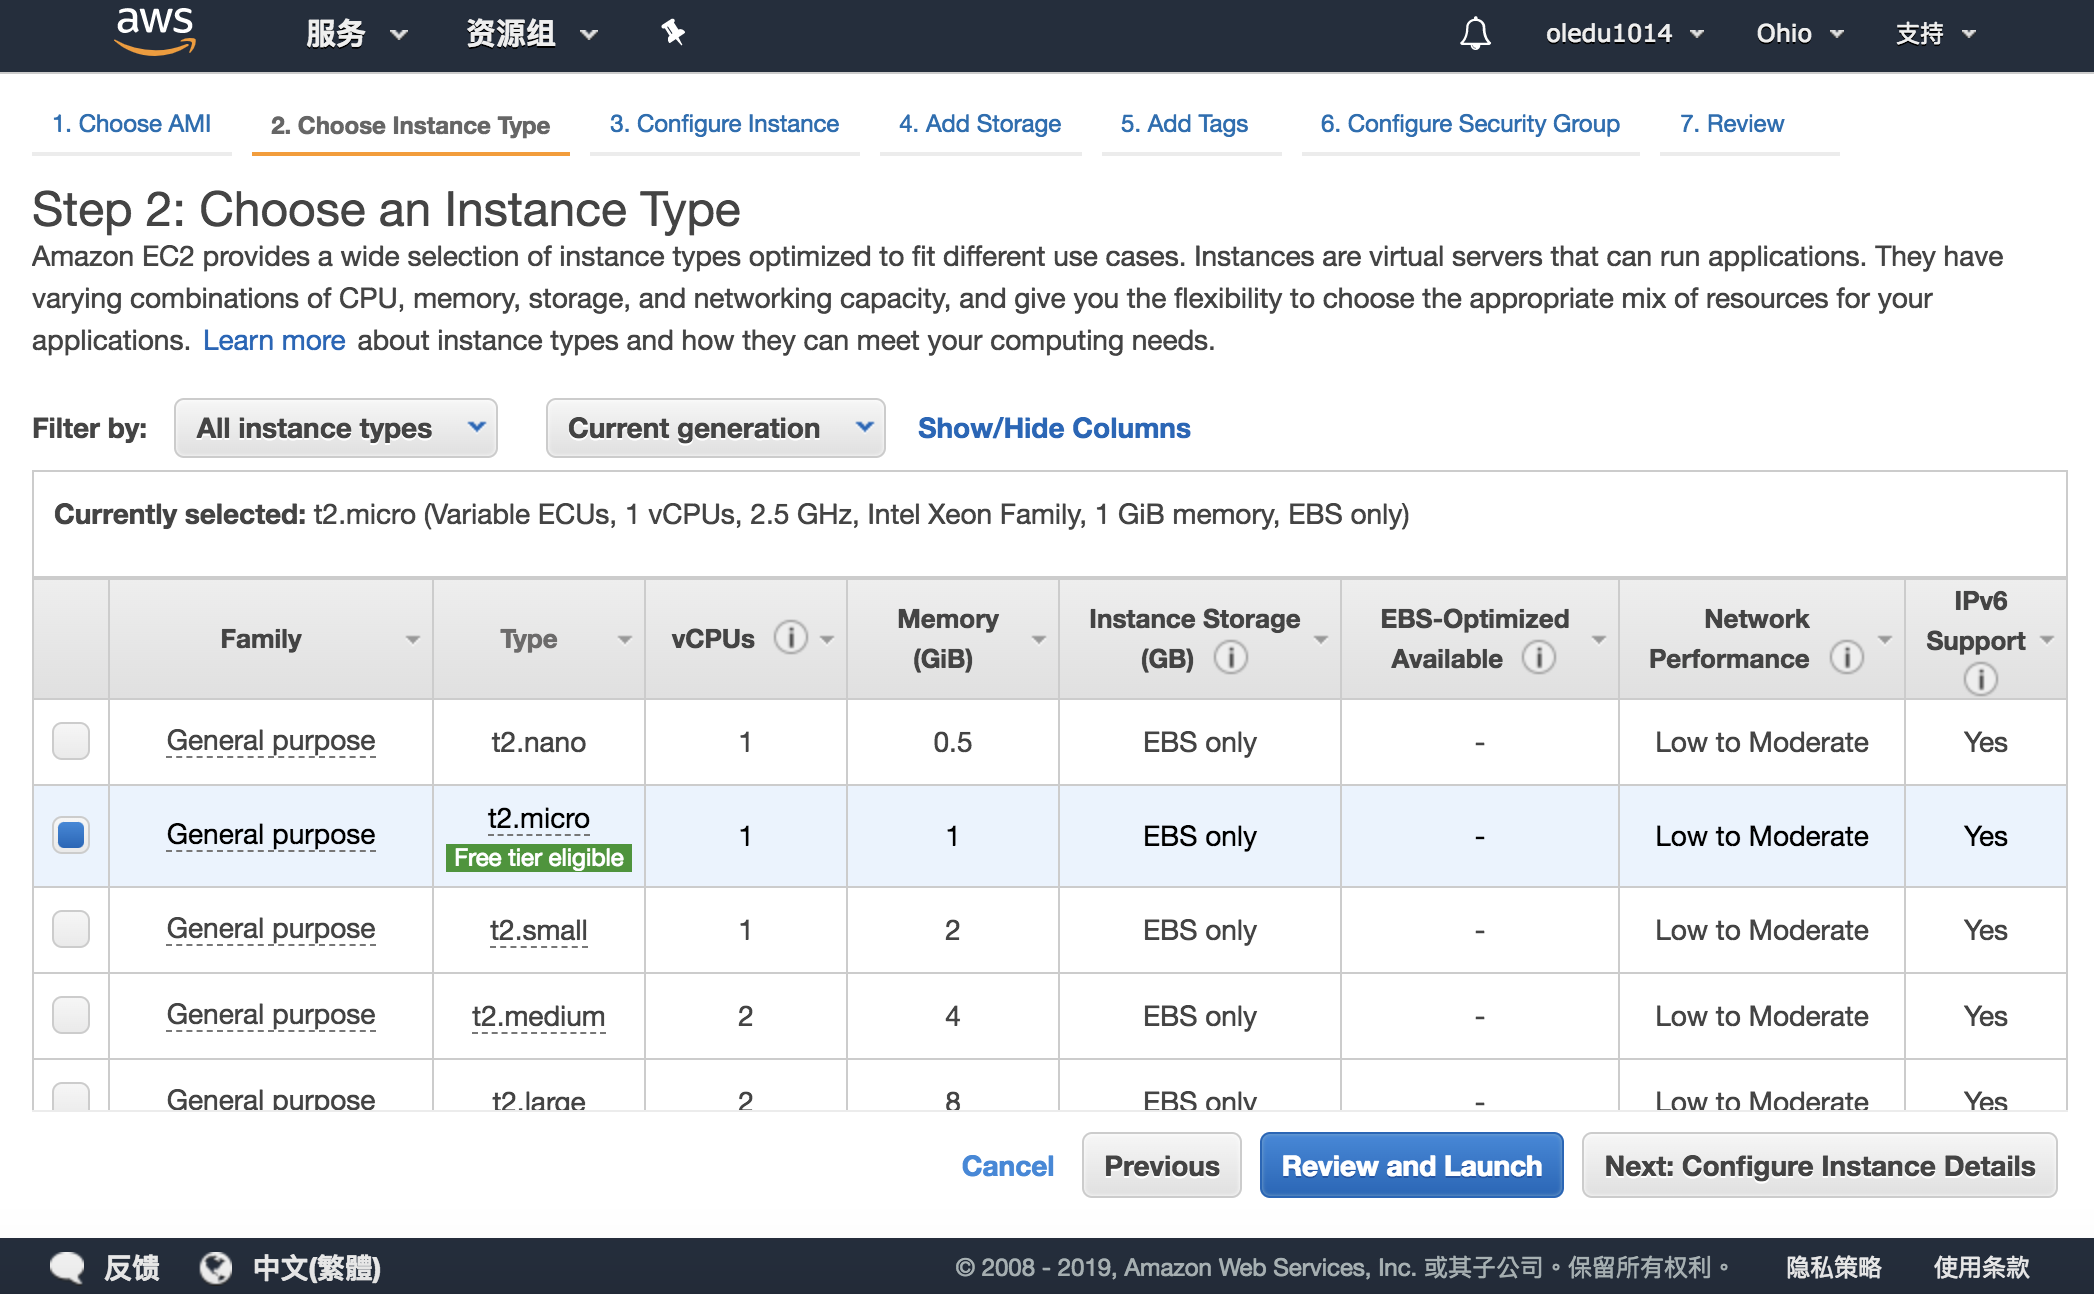 aws 服务 资源组 oledu1014 Ohio 支持
1. Choose AMI 2. Choose Instance Type 3. Configure Instance 4. Add Storage 5. Add Tags 6. Configure Security Group 7. Review
Step 2: Choose an Instance Type
Amazon EC2 provides a wide selection of instance types optimized to fit different use cases. Instances are virtual servers that can run applications. They have
varying combinations of CPU, memory, storage, and networking capacity, and give you the flexibility to choose the appropriate mix of resources for your
applications. Learn more about instance types and how they can meet your computing needs.
Filter by: All instance types Current generation Show/Hide Columns
Currently selected: t2.micro (Variable ECUs, 1 vCPUs, 2.5 GHz, Intel Xeon Family, 1 GiB memory, EBS only)
Family Type vCPUs Memory (GiB) Instance Storage (GB) EBS-Optimized Available Network Performance IPv6 Support
General purpose t2.nano 1 0.5 EBS only - Low to Moderate Yes
General purpose t2.micro Free tier eligible 1 1 EBS only - Low to Moderate Yes
General purpose t2.small 1 2 EBS only - Low to Moderate Yes
General purpose t2.medium 2 4 EBS only - Low to Moderate Yes
General purpose t2.large 2 8 EBS only - Low to Moderate Yes
Cancel Previous Review and Launch Next: Configure Instance Details
反馈 中文(繁體) © 2008 - 2019, Amazon Web Services, Inc. 或其子公司。保留所有权利。 隐私策略 使用条款